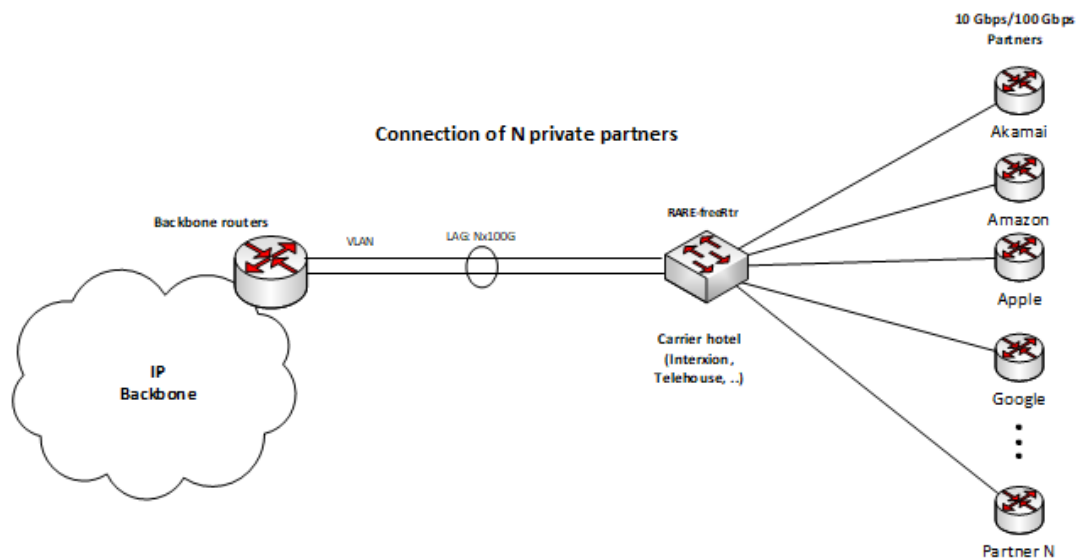 10 Gbps/100 Gbps
Partners
Akamai
Connection of N private partners
Backbone routers
RARE-freeRtr
Amazon
VLAN
LAG: Nx100G
Apple
Carrier hotel
(Interxion,
Telehouse, ..)
IP
Backbone
Google
Partner N